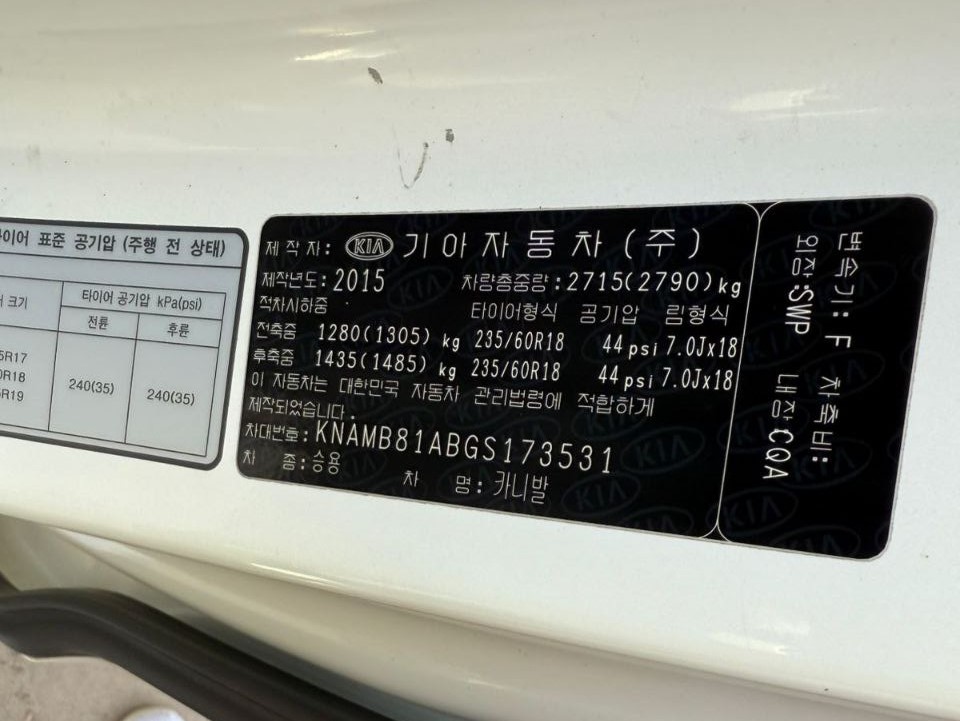 타이어 표준 공기압 (주행 전 상태)
크기
타이어 공기압 kPa(psi)
전륜 후륜
5R17
0R18
5R19
240(35) 240(35)
제 작 자: KIA 기아자동차(주)
제작년도: 2015 차량총중량: 2715(2790) kg
적차시하중 타이어형식 공기압 림형식
전축중 1280(1305) kg 235/60R18 44 psi 7.0Jx18
후축중 1435(1485) kg 235/60R18 44 psi 7.0Jx18
이 자동차는 대한민국 자동차 관리법령에 적합하게
제작되었습니다.
차대번호: KNAMB81ABGS173531
차 종: 승용
차 명: 카니발
변속기: F 차축비:
외장: SWP 내장: CQA